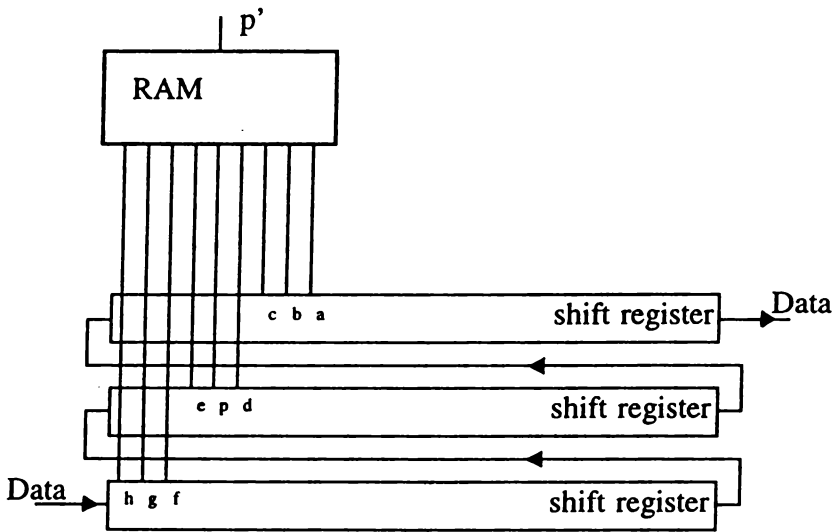 p'
RAM
c b a
shift register
Data
e p d
shift register
Data
h g f
shift register